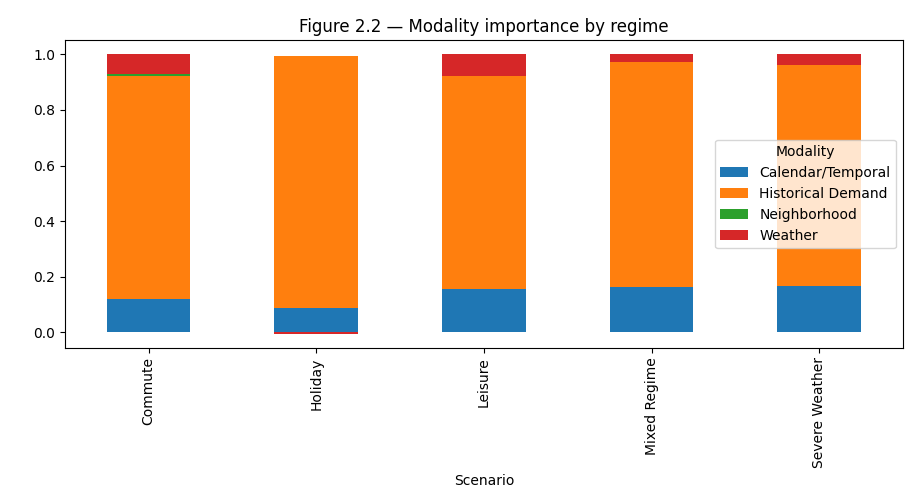 Figure 2.2 — Modality importance by regime
1.0
0.8
0.6
0.4
0.2
0.0
Modality
Calendar/Temporal
Historical Demand
Neighborhood
Weather
Commute
Holiday
Leisure
Mixed Regime
Severe Weather
Scenario